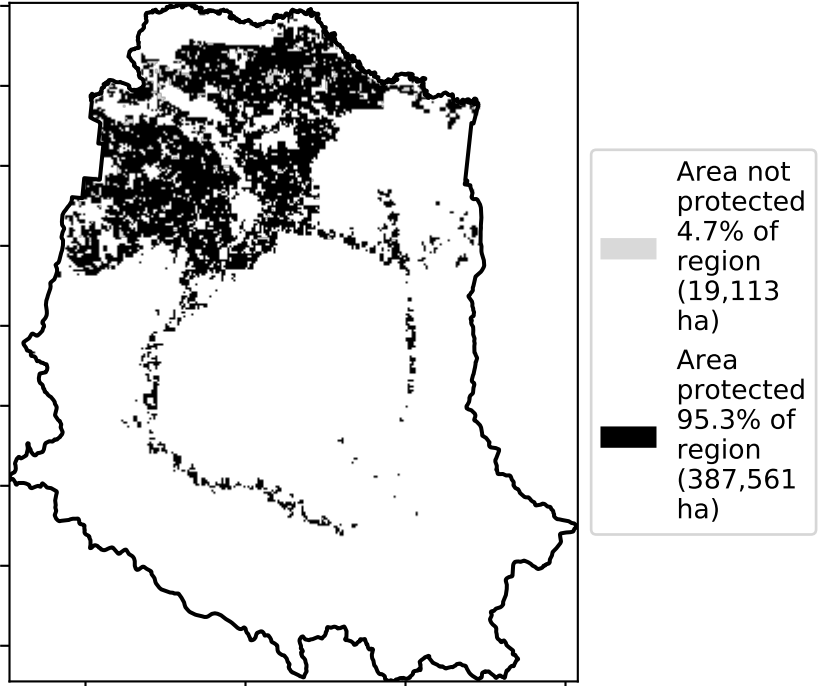 Area not
protected
4.7% of
region
(19,113
ha)
Area
protected
95.3% of
region
(387,561
ha)